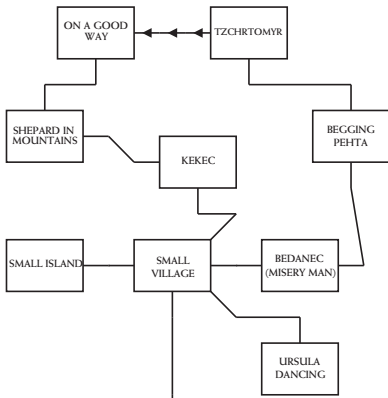 ON A GOOD
WAY
TZCHRTOMYR
SHEPARD IN
MOUNTAINS
KEKEC
BEGGING
PEHTA
SMALL ISLAND
SMALL
VILLAGE
BEDANEC
(MISERY MAN)
URSULA
DANCING